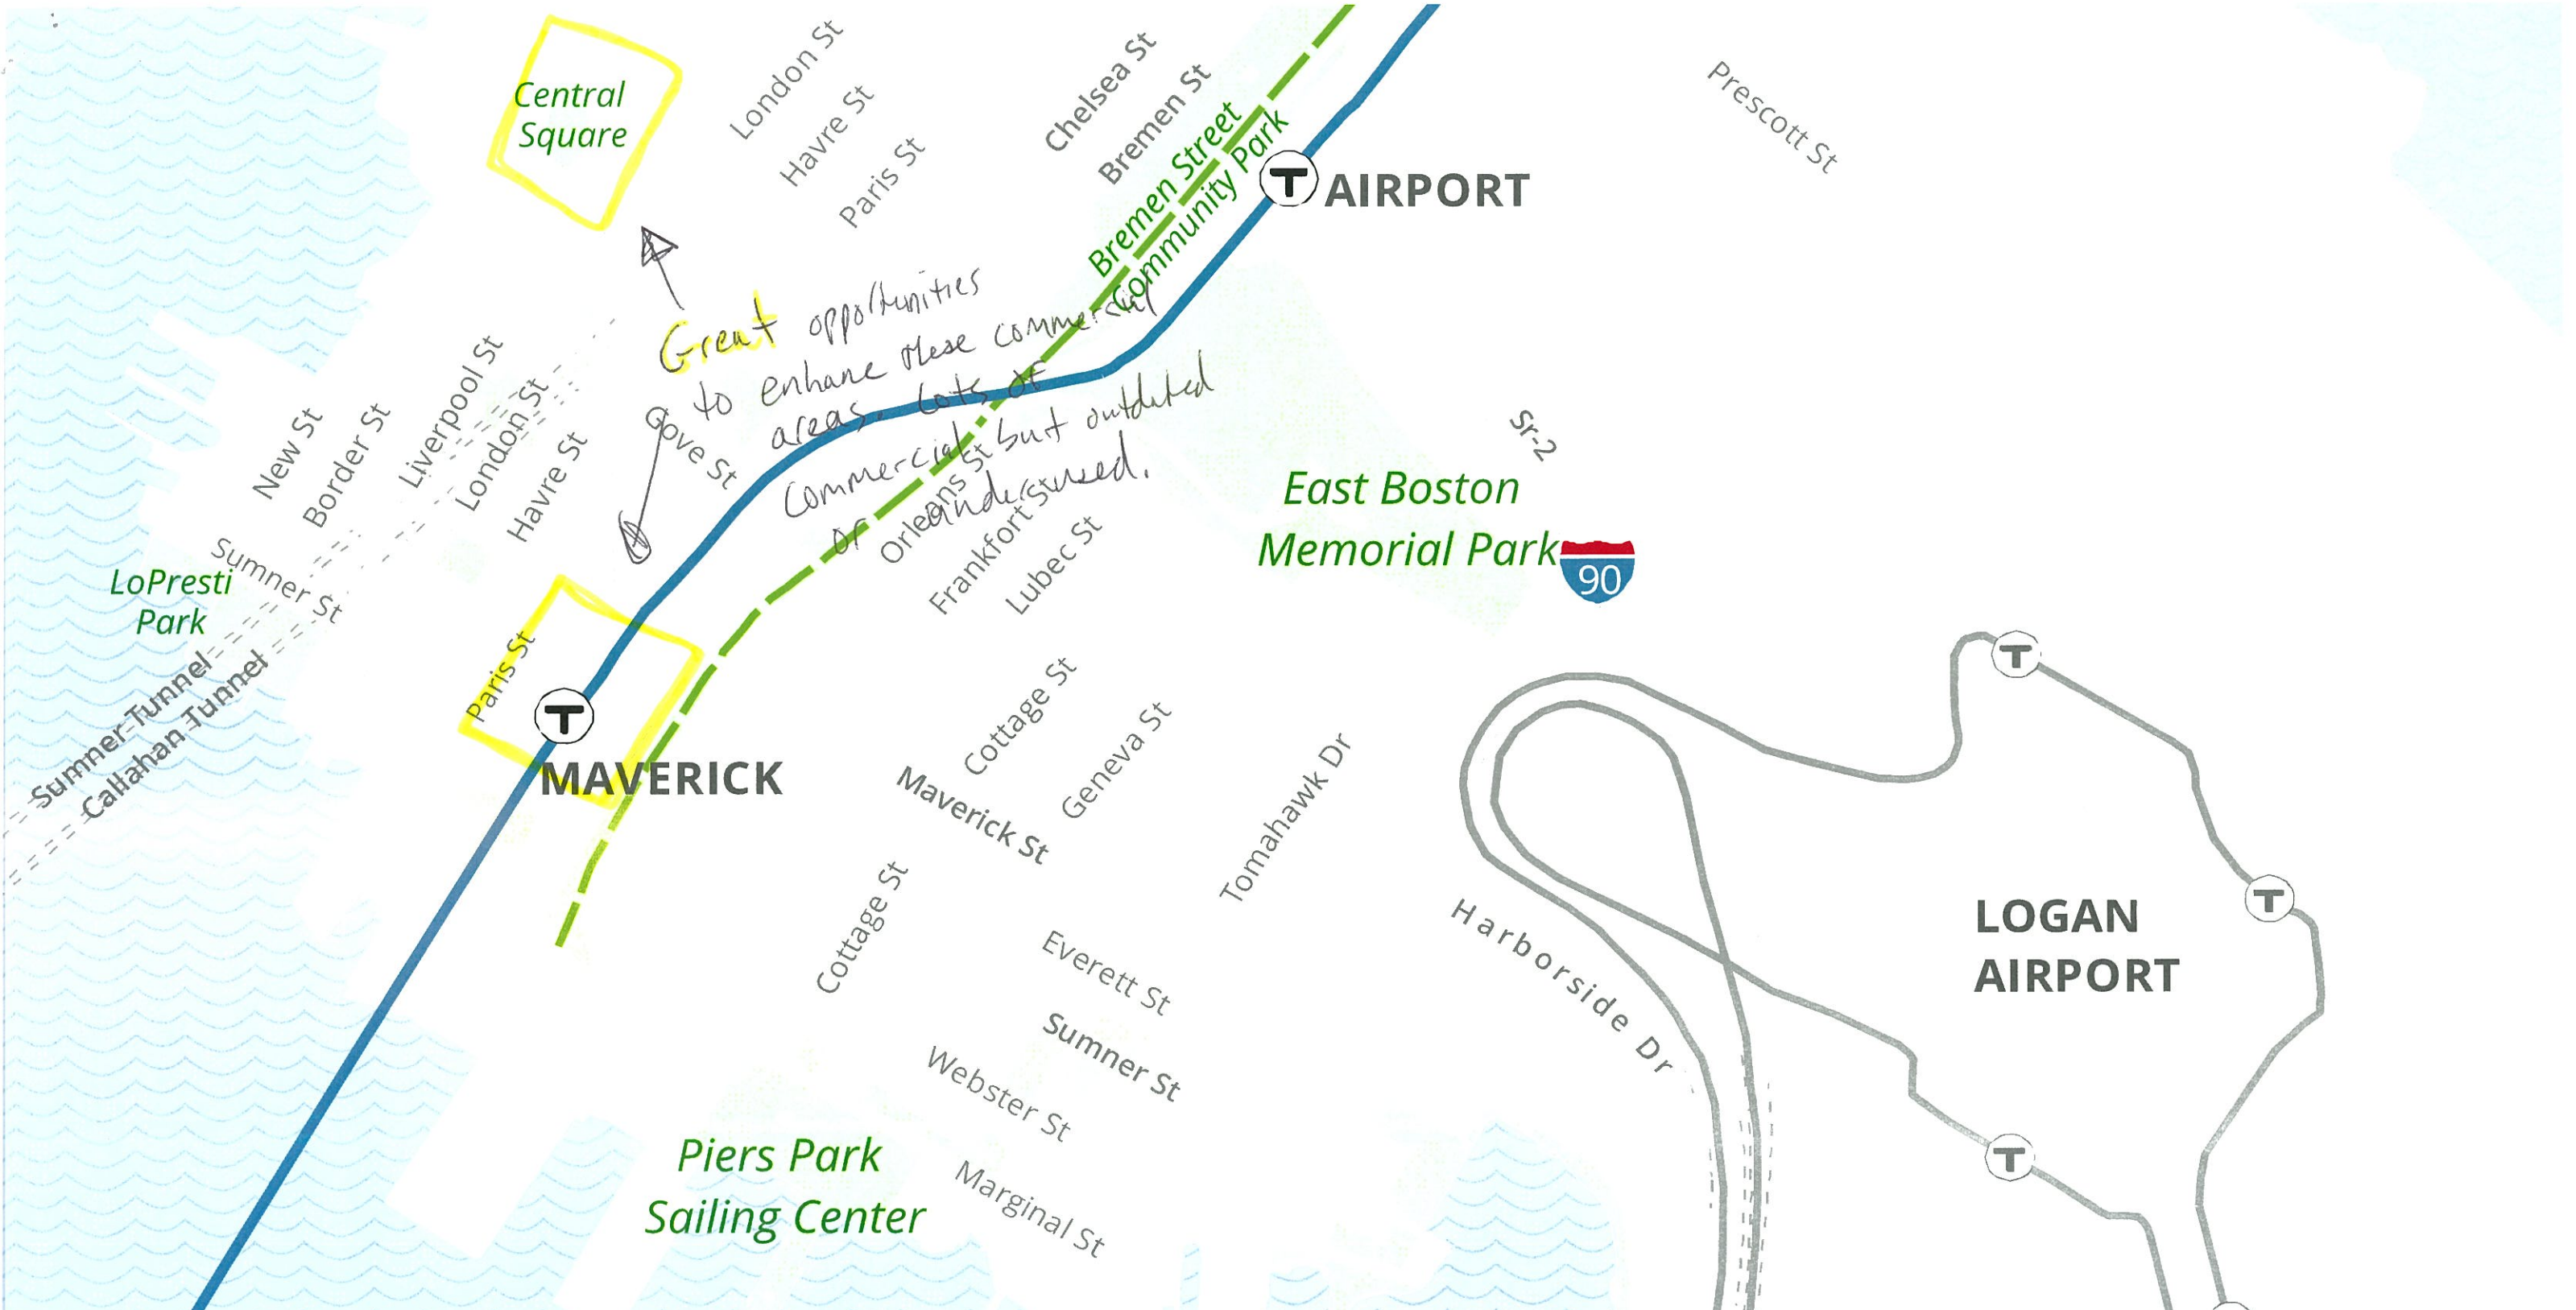 Central
Square
London St
Havre St
Paris St
Chelsea St
Bremen St
Bremen Street
Community Park
T
AIRPORT
Prescott St
Great opportunities
to enhane these commercial
areas. Lots of
commercial but outdated
or underused.
New St
Border St
Liverpool St
London St
Havre St
Gove St
Orleans St
Frankfort St
Lubec St
Sr-2
East Boston
Memorial Park
90
Sumner St
LoPresti
Park
Sumner Tunnel
Callahan Tunnel
Paris St
T
MAVERICK
Cottage St
Geneva St
Maverick St
Tomahawk Dr
Cottage St
Everett St
Sumner St
Webster St
Marginal St
Harborside Dr
T
T
LOGAN
AIRPORT
T
Piers Park
Sailing Center